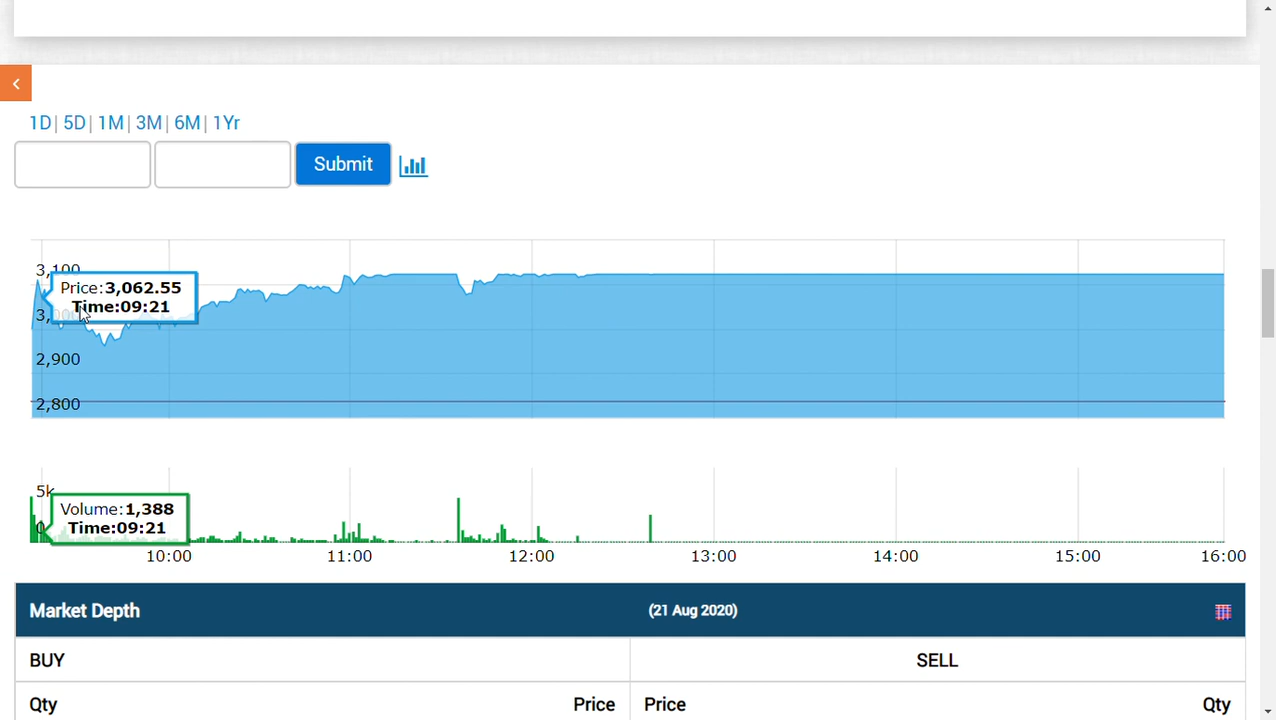 1D| 5D| 1M| 3M| 6M| 1Yr
Submit
3,100
Price:3,062.55
Time:09:21
2,900
2,800
5k
Volume:1,388
0
Time:09:21
10:00 11:00 12:00 13:00 14:00 15:00 16:00
Market Depth (21 Aug 2020)
BUY SELL
Qty Price Price Qty